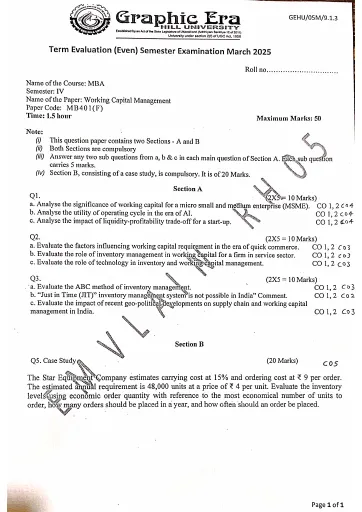 GEHU/05M/9.1.3
Graphic Era
HILL UNIVERSITY
Term Evaluation (Even) Semester Examination March 2025
Roll no.
Name of the Course: MBA
Semester: IV
Name of the Paper: Working Capital Management
Paper Code: MB401(F)
Time: 1.5 hour Maximum Marks: 50
Note:
(i) This question paper contains two Sections - A and B
(ii) Both Sections are compulsory
(iii) Answer any two sub questions from a, b & c in each main question of Section A. Each sub question
carries 5 marks.
(iv) Section B, consisting of a case study, is compulsory. It is of 20 Marks.
Section A
Q1. (2X5 = 10 Marks)
a. Analyse the significance of working capital for a micro small and medium enterprise (MSME). CO 1, 2 CO4
b. Analyse the utility of operating cycle in the era of AI. CO 1, 2 CO4
c. Analyse the impact of liquidity-profitability trade-off for a start-up. CO 1, 2 CO4
Q2. (2X5 = 10 Marks)
a. Evaluate the factors influencing working capital requirement in the era of quick commerce. CO 1, 2 CO3
b. Evaluate the role of inventory management in working capital for a firm in service sector. CO 1, 2 CO3
c. Evaluate the role of technology in inventory and working capital management. CO 1, 2 CO3
Q3. (2X5 = 10 Marks)
a. Evaluate the ABC method of inventory management. CO 1, 2 CO3
b. “Just in Time (JIT)” inventory management system is not possible in India” Comment. CO 1, 2 CO2
c. Evaluate the impact of recent geo-political developments on supply chain and working capital
management in India. CO 1, 2 CO3
Section B
Q5. Case Study (20 Marks) CO5
The Star Equipment Company estimates carrying cost at 15% and ordering cost at ₹ 9 per order.
The estimated annual requirement is 48,000 units at a price of ₹ 4 per unit. Evaluate the inventory
levels using economic order quantity with reference to the most economical number of units to
order, how many orders should be placed in a year, and how often should an order be placed.
Page 1 of 1